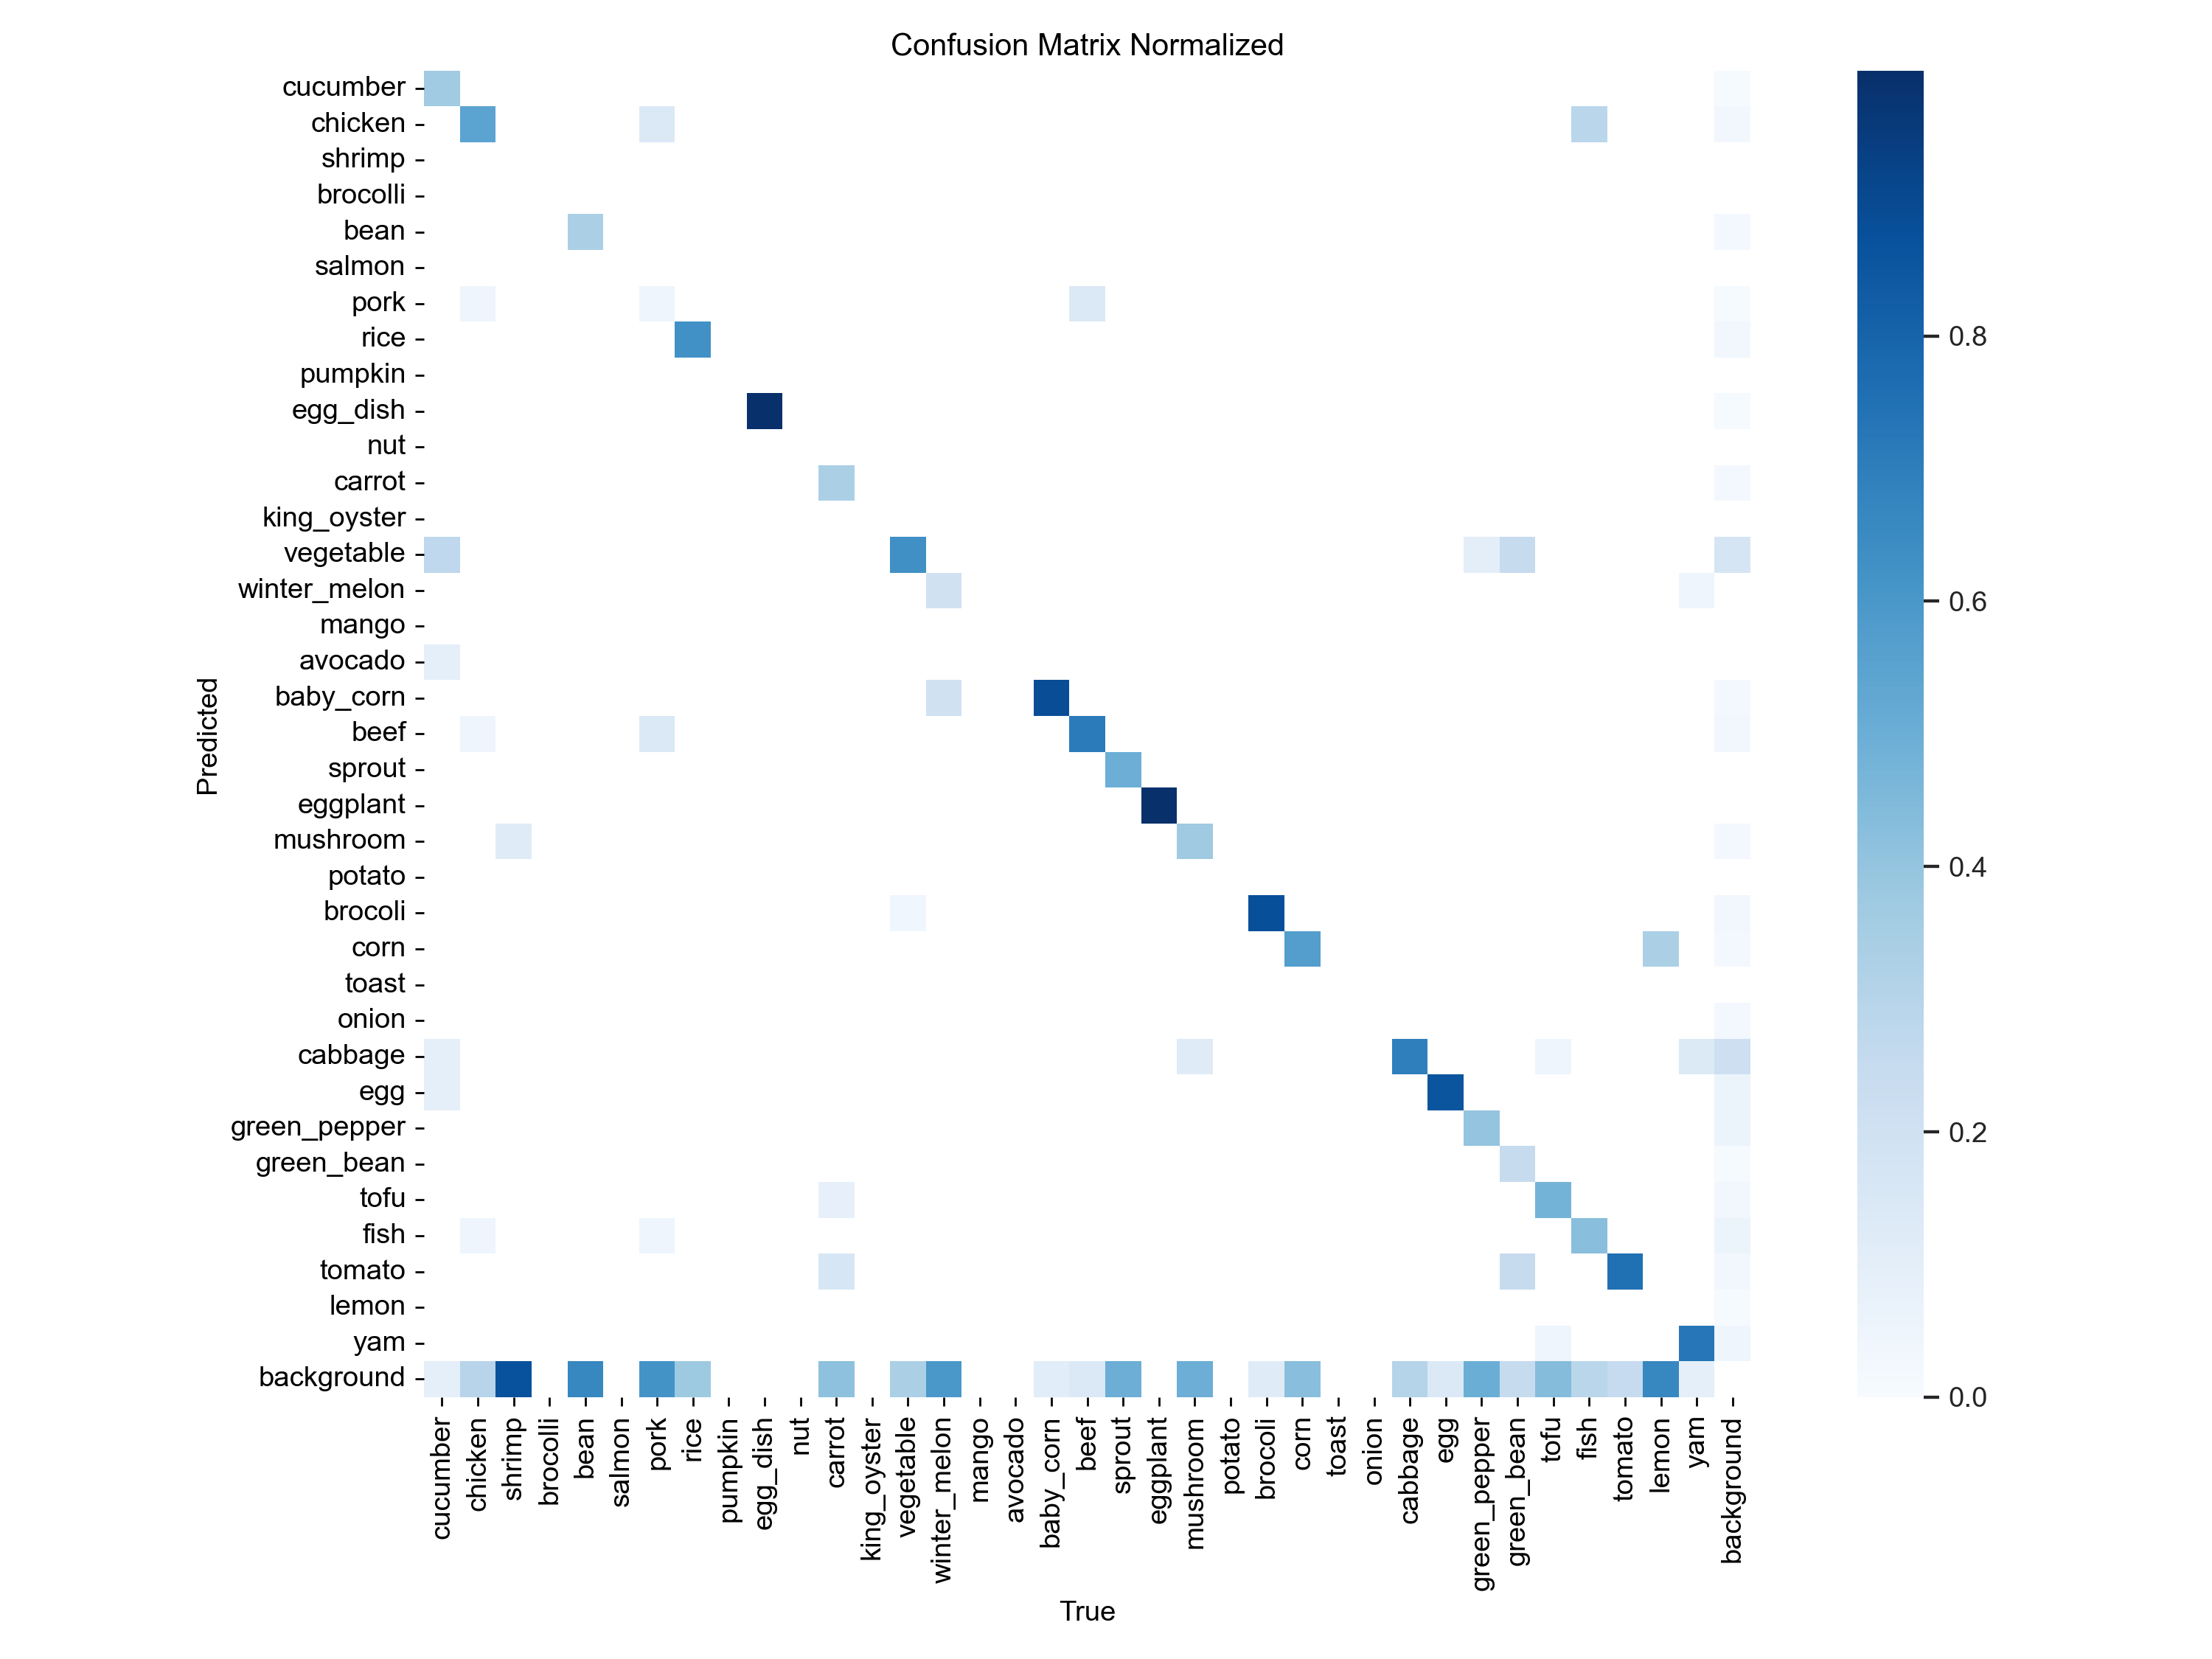 Confusion Matrix Normalized
cucumber
chicken
shrimp
brocolli
bean
salmon
pork
rice
pumpkin
egg_dish
nut
carrot
king_oyster
vegetable
winter_melon
mango
avocado
baby_corn
beef
sprout
eggplant
mushroom
potato
brocoli
corn
toast
onion
cabbage
egg
green_pepper
green_bean
tofu
fish
tomato
lemon
yam
background
Predicted
cucumber
chicken
shrimp
brocolli
bean
salmon
pork
rice
pumpkin
egg_dish
nut
carrot
king_oyster
vegetable
winter_melon
mango
avocado
baby_corn
beef
sprout
eggplant
mushroom
potato
brocoli
corn
toast
onion
cabbage
egg
green_pepper
green_bean
tofu
fish
tomato
lemon
yam
background
True
0.8
0.6
0.4
0.2
0.0